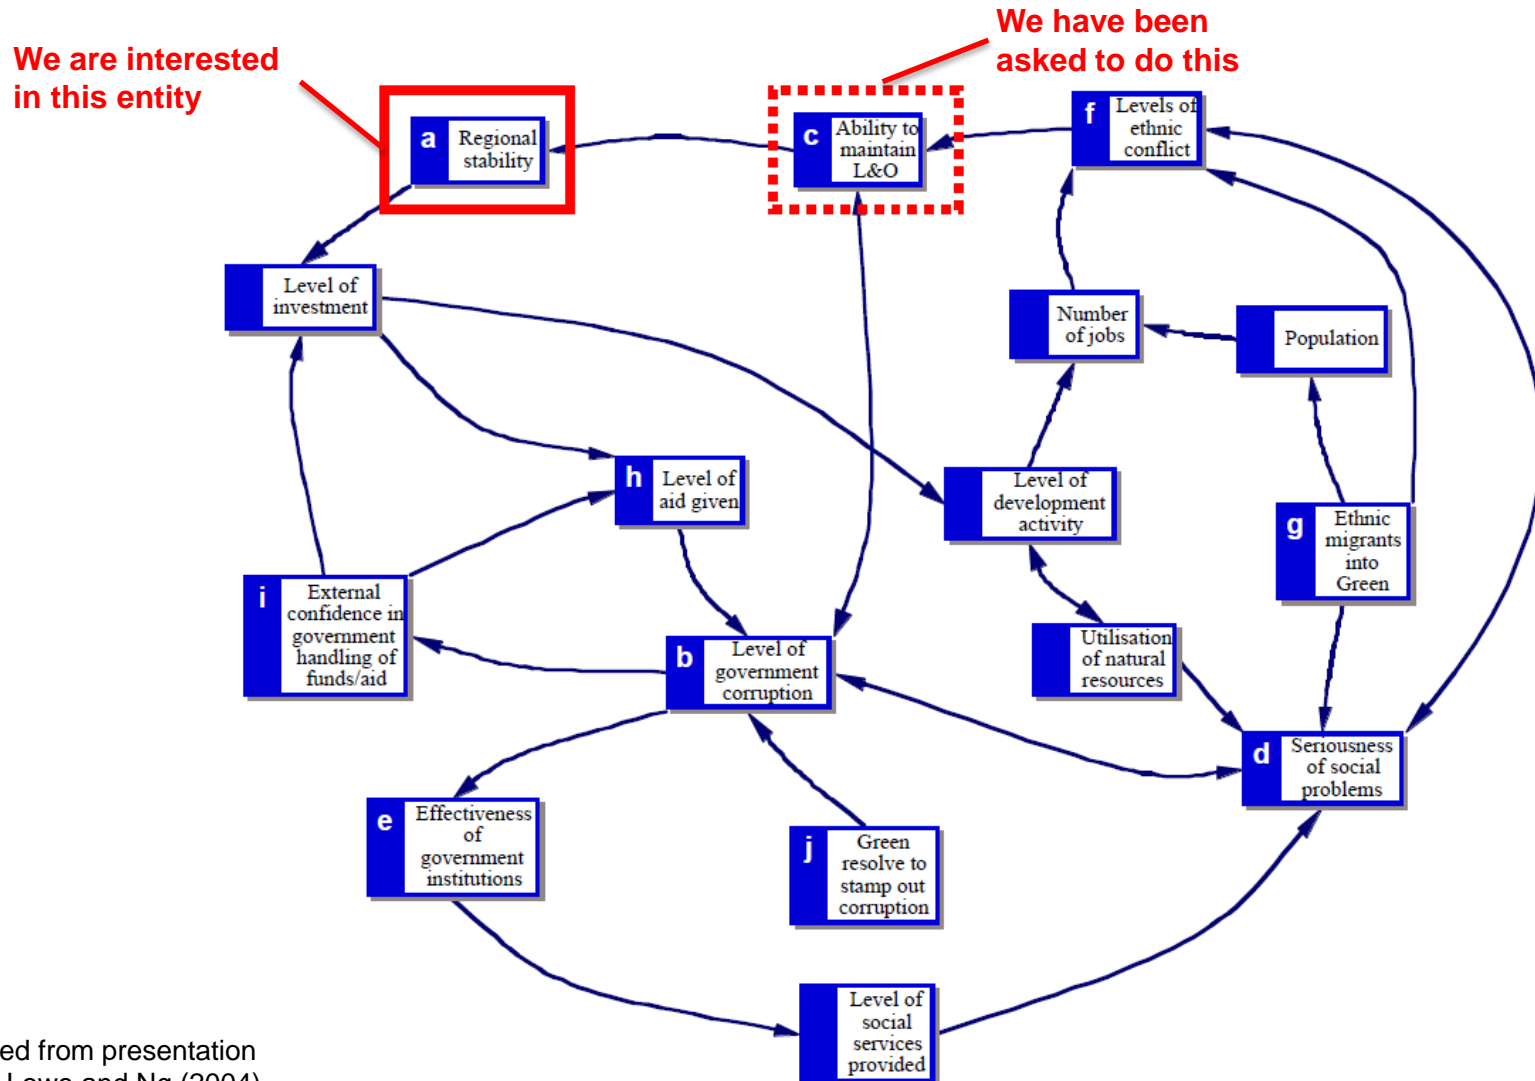 We are interested
in this entity
We have been
asked to do this
a
Regional
stability
c
Ability to
maintain
L&O
f
Levels of
ethnic
conflict
Level of
investment
Number
of jobs
Population
h
Level of
aid given
Level of
development
activity
g
Ethnic
migrants
into
Green
i
External
confidence in
government
handling of
funds/aid
b
Level of
government
corruption
Utilisation
of natural
resources
d
Seriousness
of social
problems
e
Effectiveness
of
government
institutions
j
Green
resolve to
stamp out
corruption
Level of
social
services
provided
ed from presentation
Lowe and Ng (2004)